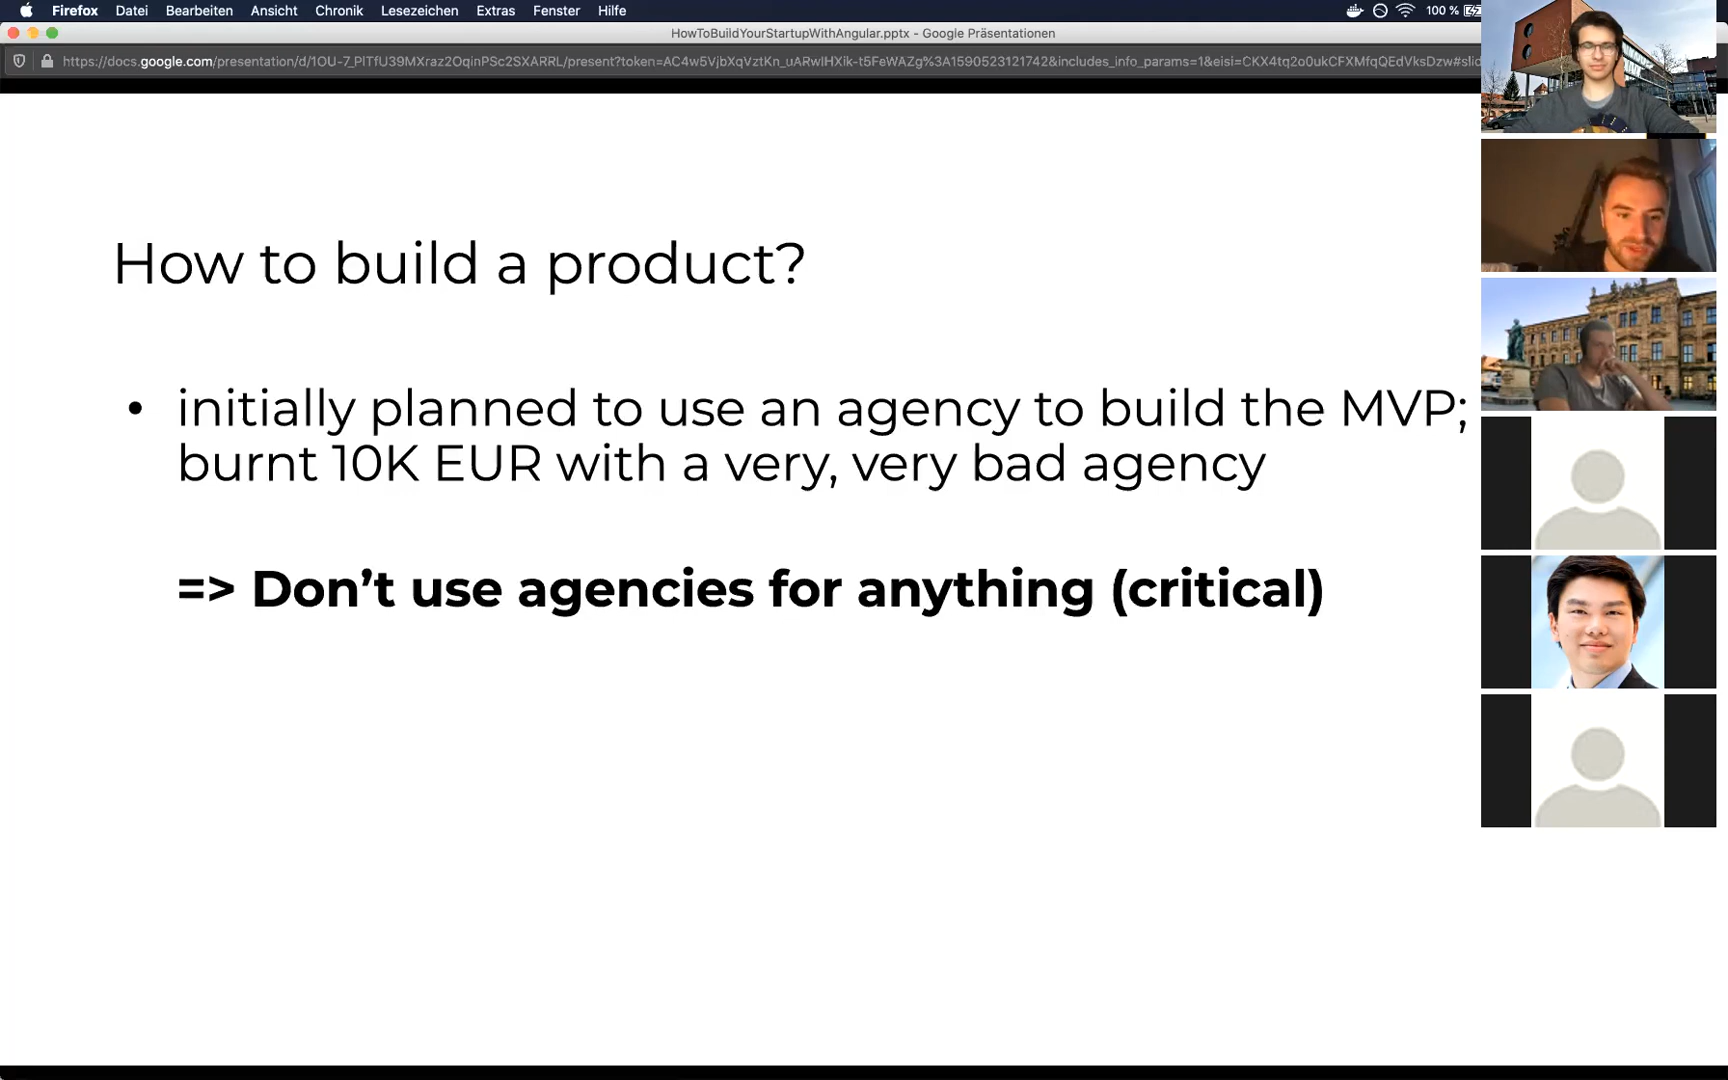 Firefox Datei Bearbeiten Ansicht Chronik Lesezeichen Extras Fenster Hilfe 100 %
HowToBuildYourStartupWithAngular.pptx - Google Präsentationen
How to build a product?
• initially planned to use an agency to build the MVP;
burnt 10K EUR with a very, very bad agency
=> Don’t use agencies for anything (critical)